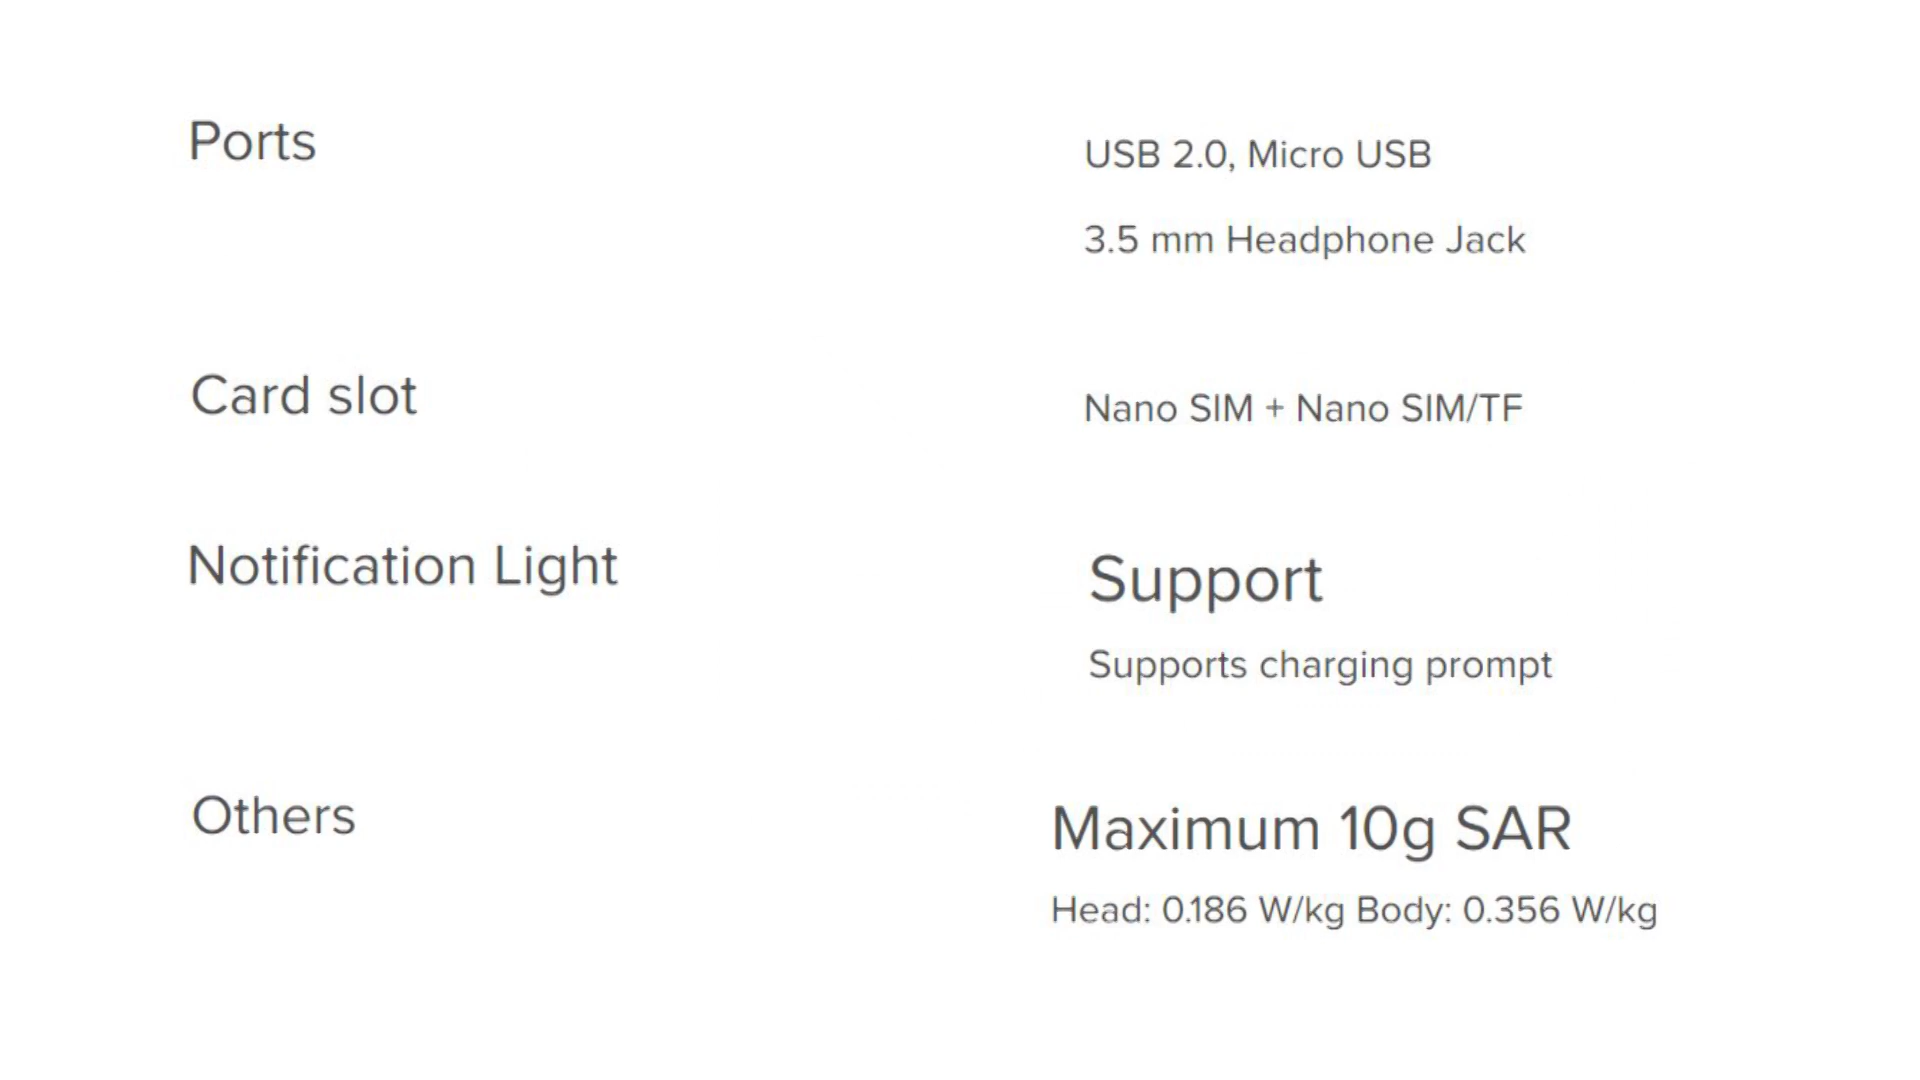 Ports
USB 2.0, Micro USB
3.5 mm Headphone Jack
Card slot
Nano SIM + Nano SIM/TF
Notification Light
Support
Supports charging prompt
Others
Maximum 10g SAR
Head: 0.186 W/kg Body: 0.356 W/kg